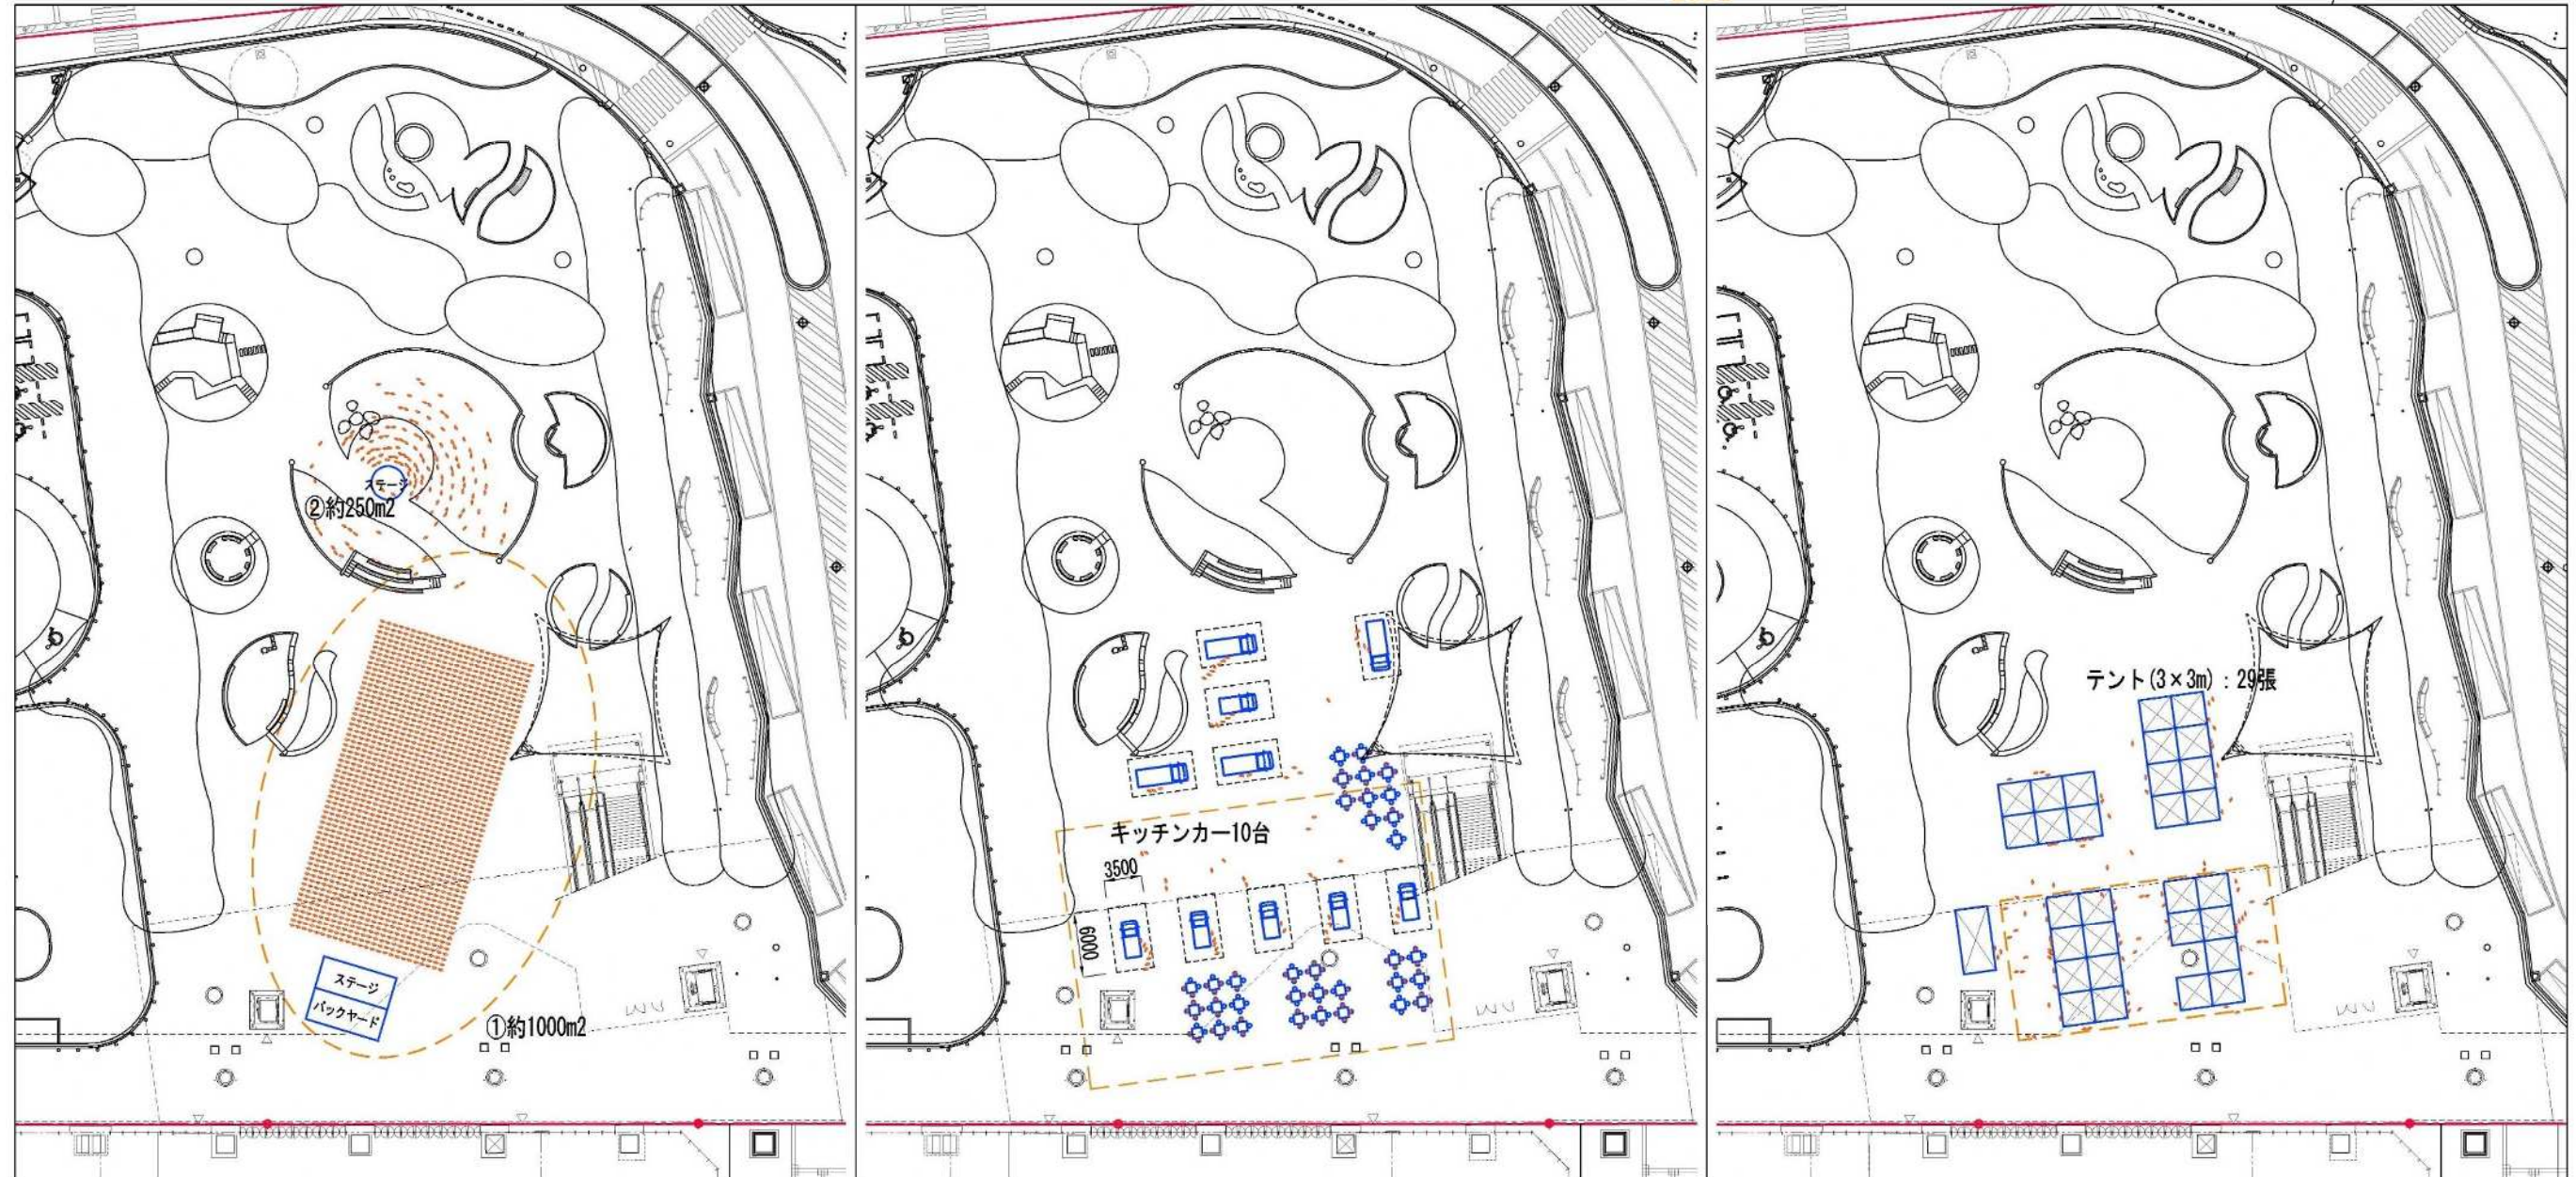 ステージ
②約250m2
ステージ
バックヤード
①約1000m2
キッチンカー10台
3500
6000
テント(3×3m):29張